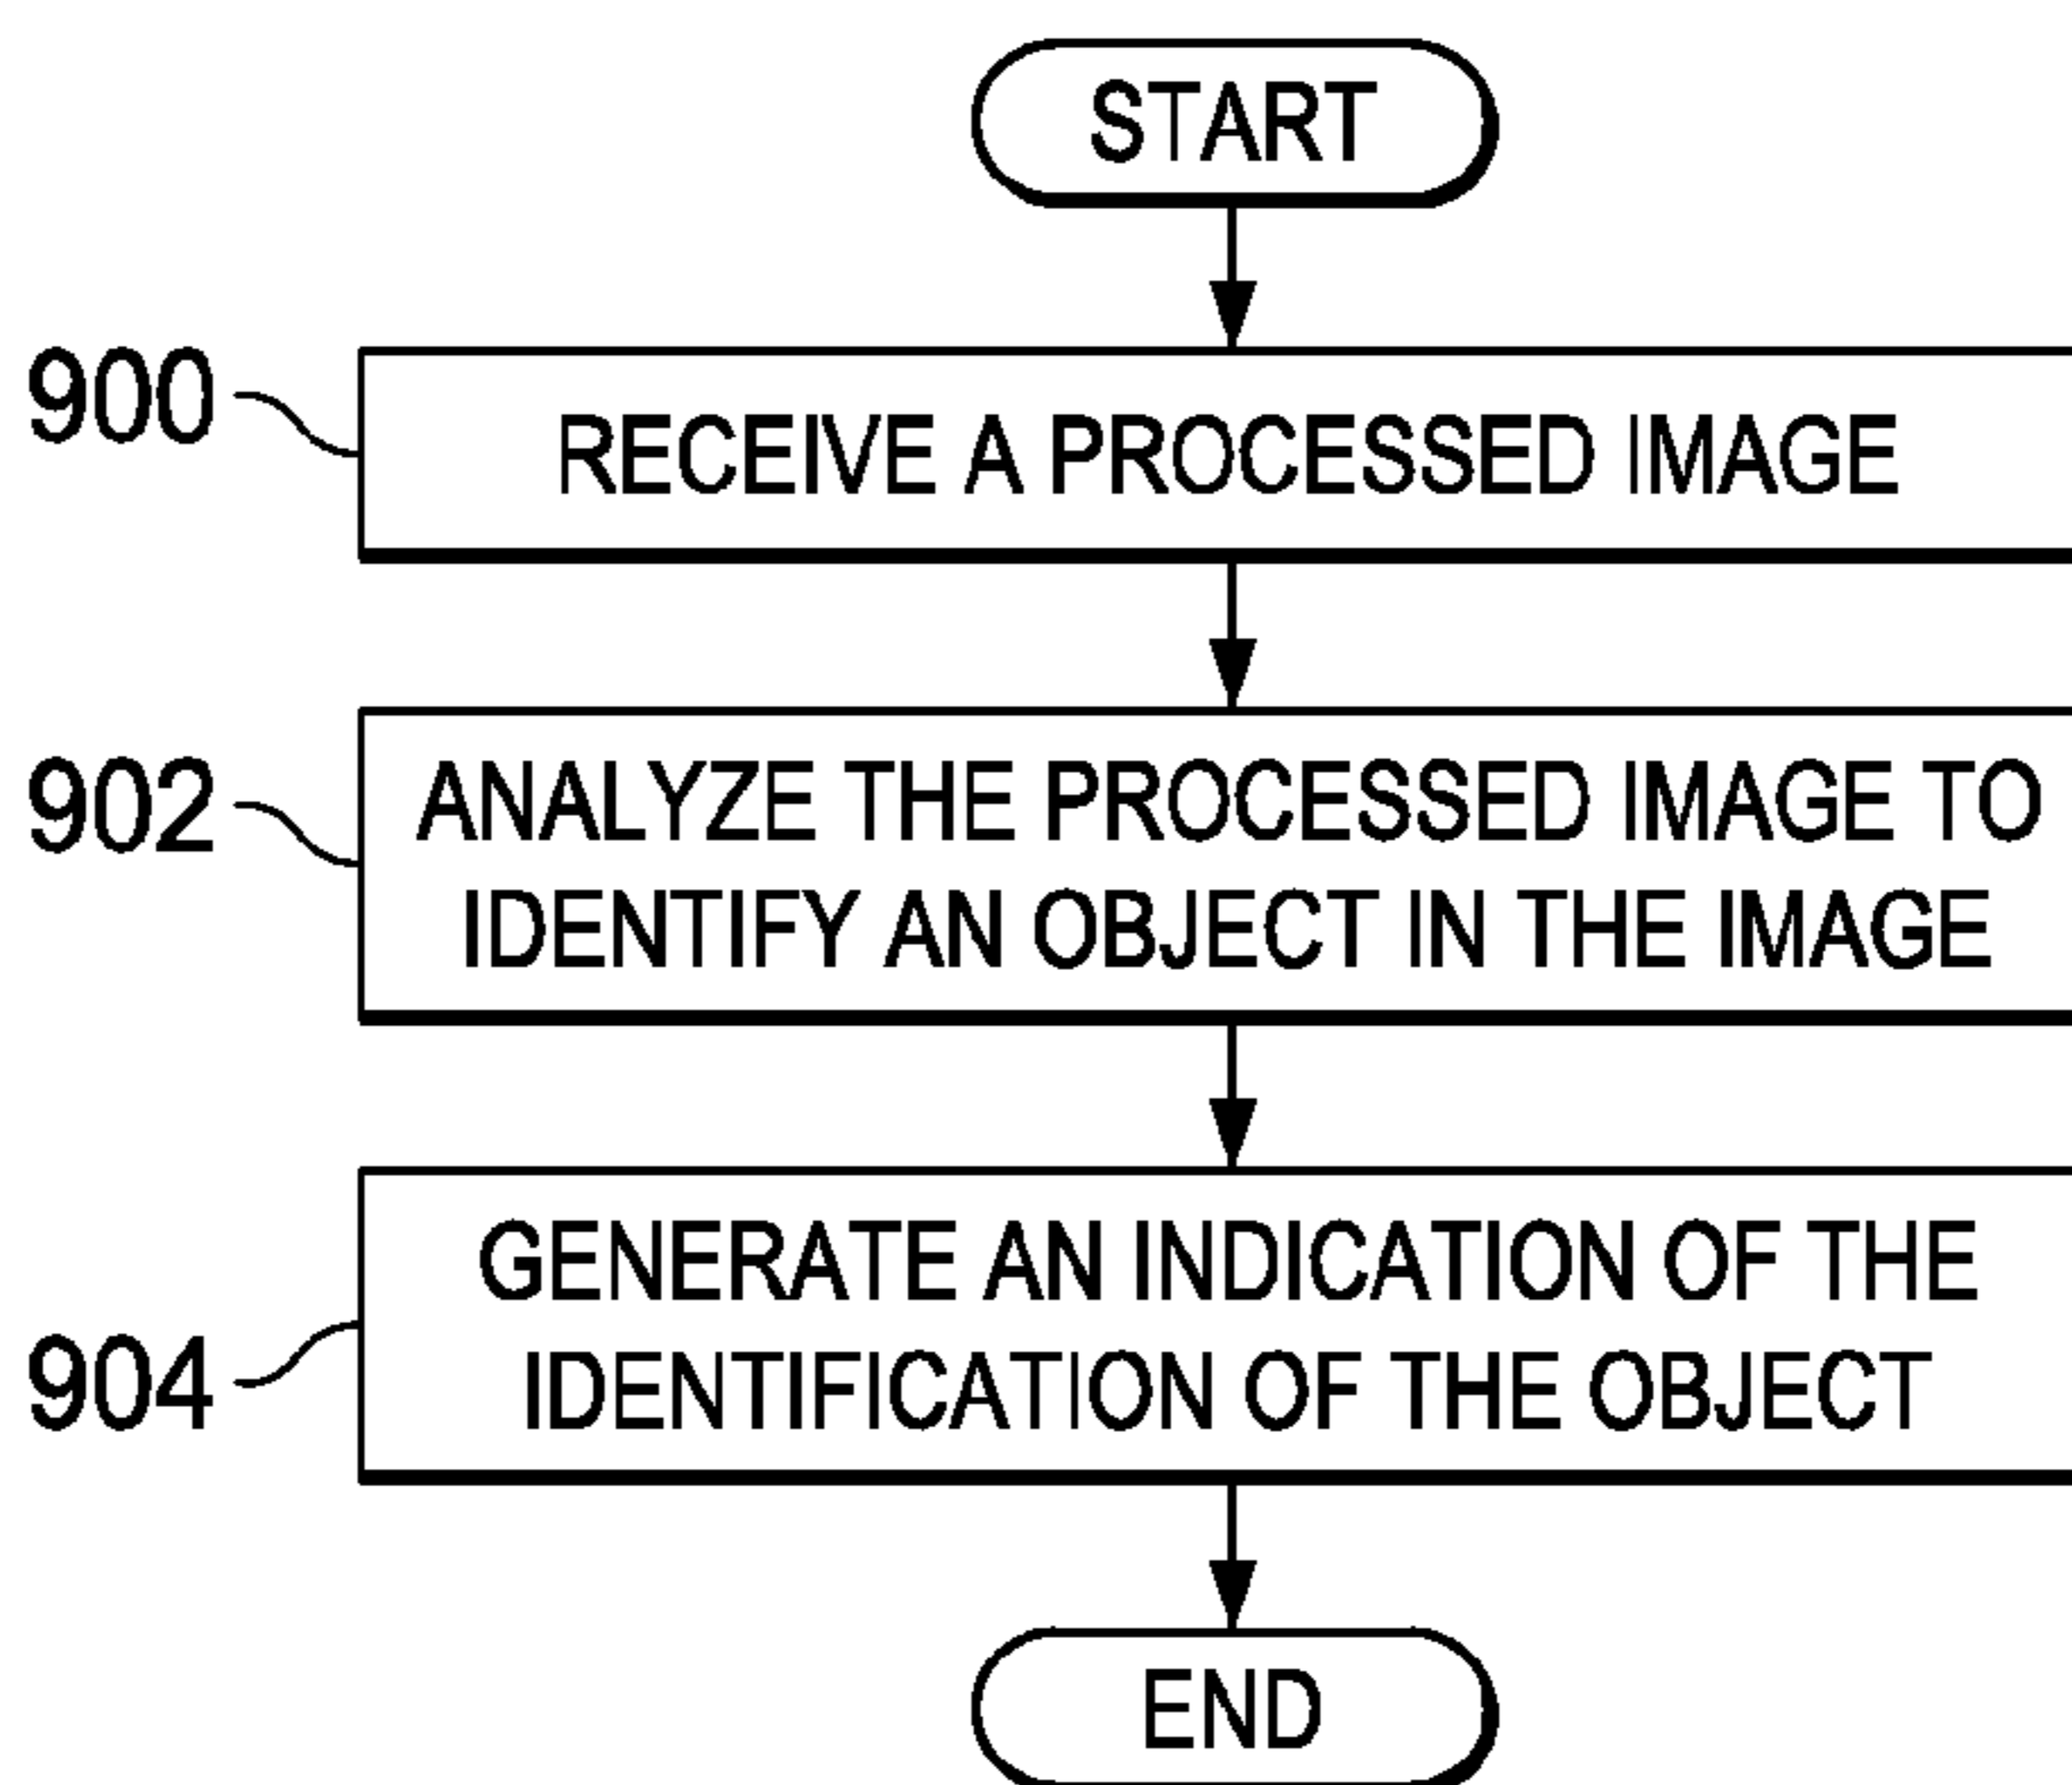 START
900
RECEIVE A PROCESSED IMAGE
902
ANALYZE THE PROCESSED IMAGE TO
IDENTIFY AN OBJECT IN THE IMAGE
GENERATE AN INDICATION OF THE
904
IDENTIFICATION OF THE OBJECT
END